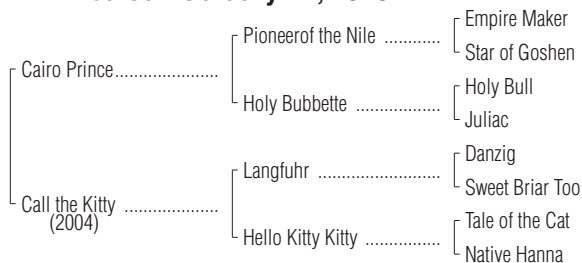 Empire Maker
Pioneerof the Nile ............
Star of Goshen
Cairo Prince.....................
Holy Bull
Holy Bubbette .................
Juliac
Danzig
Langfuhr ........................
Sweet Briar Too
Call the Kitty ...................
(2004)
Tale of the Cat
Hello Kitty Kitty ...............
Native Hanna